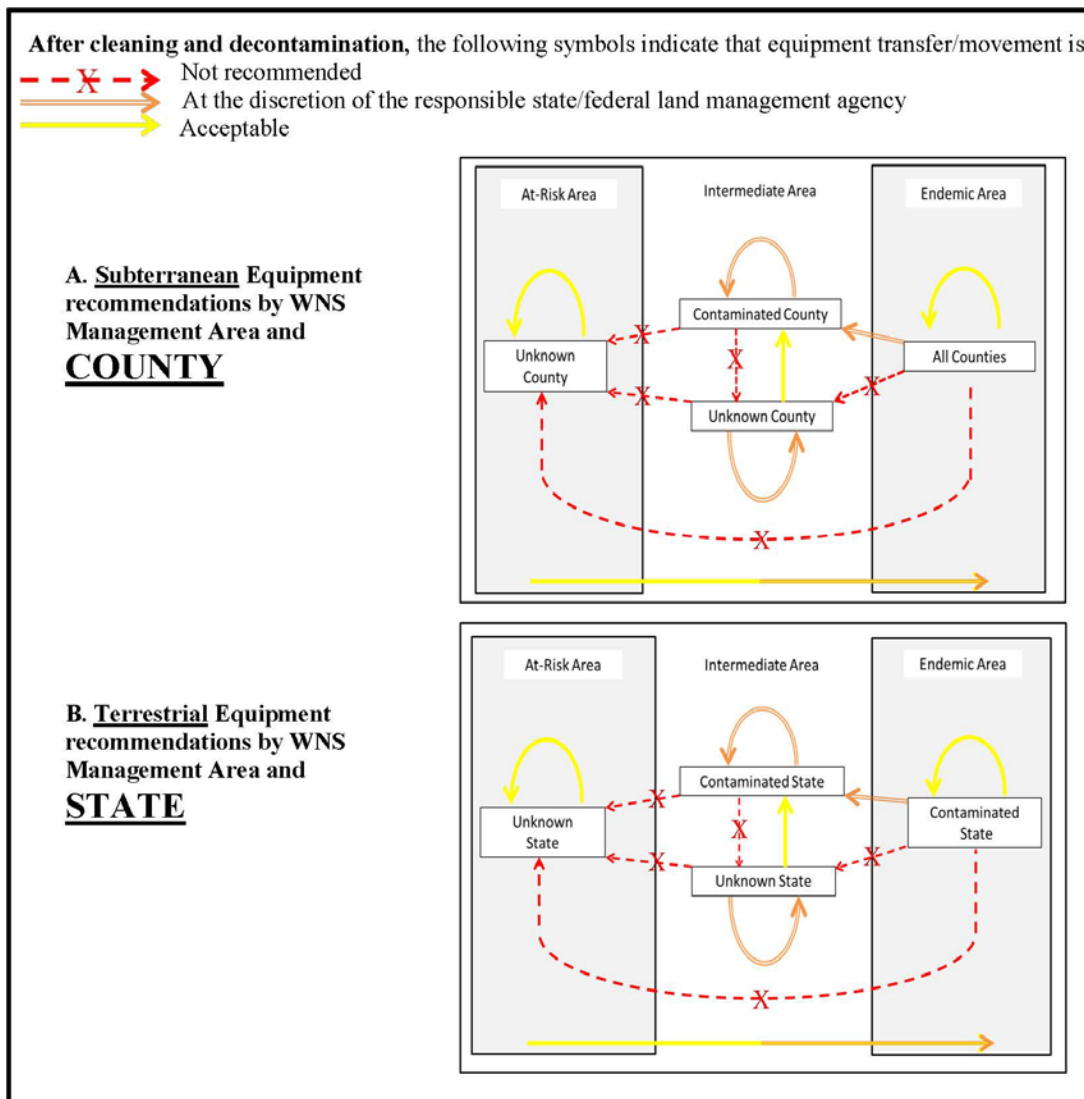 After cleaning and decontamination, the following symbols indicate that equipment transfer/movement is
X Not recommended
At the discretion of the responsible state/federal land management agency
Acceptable
A. Subterranean Equipment
recommendations by WNS
Management Area and
COUNTY
At-Risk Area
Intermediate Area
Endemic Area
Contaminated County
X
X
Unknown
County
All Counties
X
X
Unknown County
X
B. Terrestrial Equipment
recommendations by WNS
Management Area and
STATE
At-Risk Area
Intermediate Area
Endemic Area
Contaminated State
X
X
Unknown
State
Contaminated
State
X
X
Unknown State
X